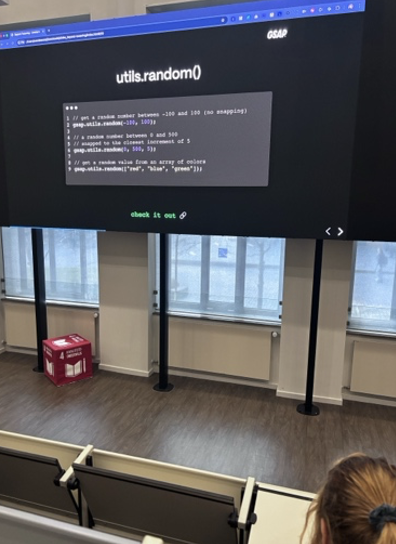 GSAP
utils.random()
1 // get a random number between -100 and 100 (no snapping)
2 gsap.utils.random(-100, 100);
3
4 // a random number between 0 and 500
5 // snapped to the closest increment of 5
6 gsap.utils.random(0, 500, 5);
7
8 // get a random value from an array of colors
9 gsap.utils.random(["red", "blue", "green"]);
check it out
4